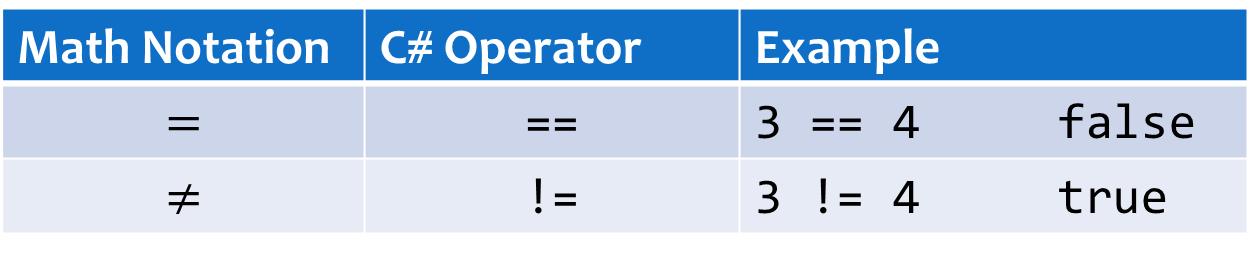 Math Notation C# Operator Example
= == 3 == 4 false
≠ != 3 != 4 true